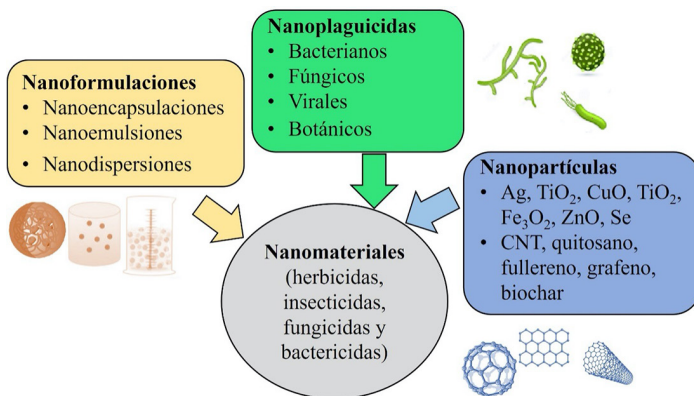 Nanoformulaciones
• Nanoencapsulaciones
• Nanoemulsiones
• Nanodispersiones
Nanoplaguicidas
• Bacterianos
• Fúngicos
• Virales
• Botánicos
Nanopartículas
• Ag, TiO₂, CuO, TiO₂,
Fe₃O₂, ZnO, Se
• CNT, quitosano,
fullereno, grafeno,
biochar
Nanomateriales
(herbicidas,
insecticidas,
fungicidas y
bactericidas)